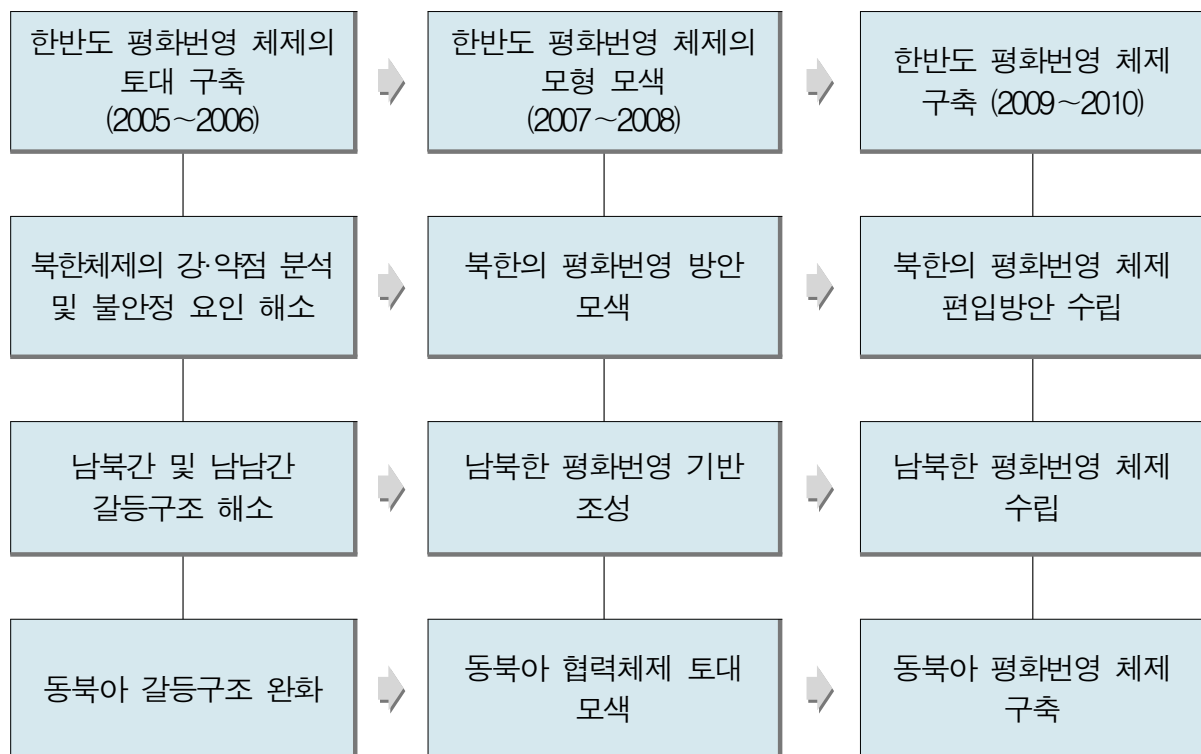 한반도 평화번영 체제의
토대 구축
(2005~2006)
한반도 평화번영 체제의
모형 모색
(2007~2008)
한반도 평화번영 체제
구축 (2009~2010)
북한체제의 강·약점 분석
및 불안정 요인 해소
북한의 평화번영 방안
모색
북한의 평화번영 체제
편입방안 수립
남북간 및 남남간
갈등구조 해소
남북한 평화번영 기반
조성
남북한 평화번영 체제
수립
동북아 갈등구조 완화
동북아 협력체제 토대
모색
동북아 평화번영 체제
구축